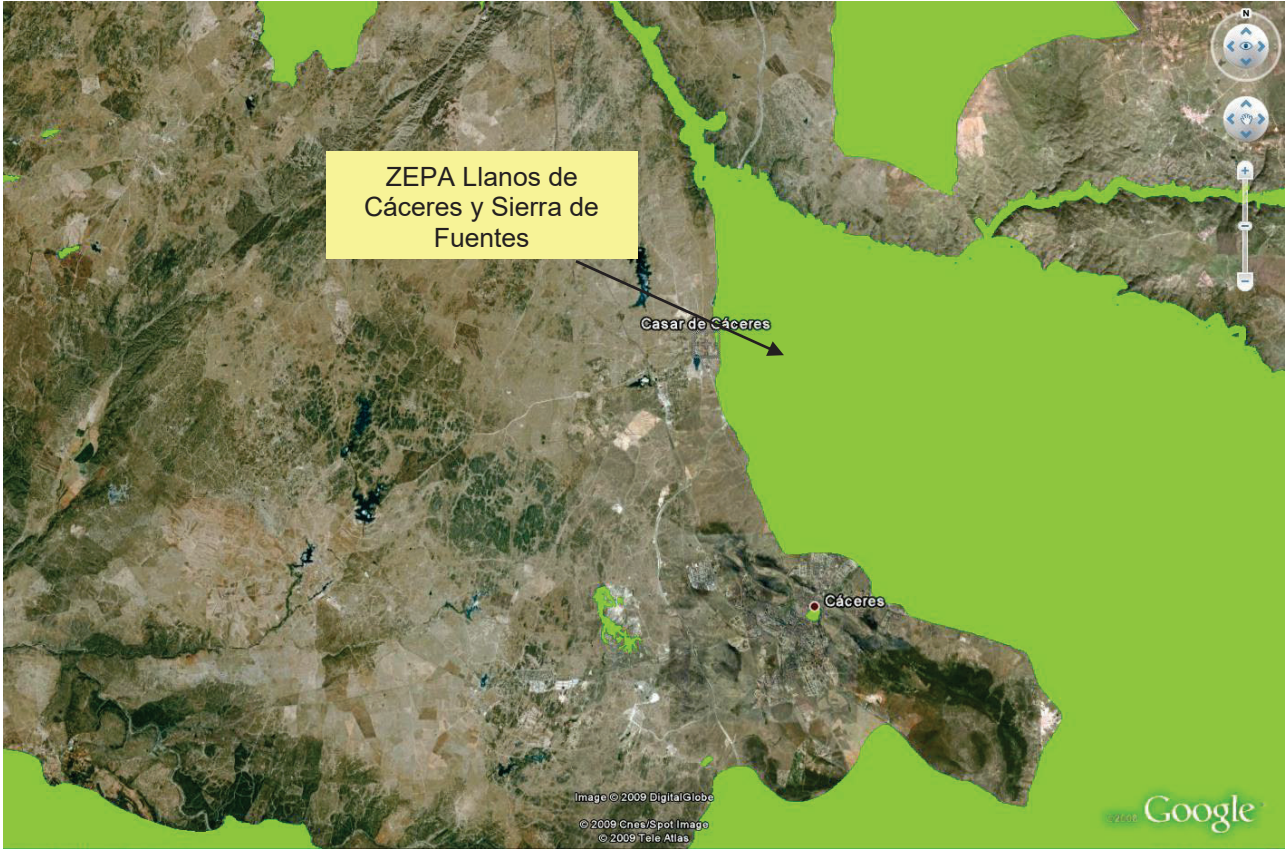 N
ZEPA Llanos de
Cáceres y Sierra de
Fuentes
Casar de Cáceres
Cáceres
Image © 2009 DigitalGlobe
© 2009 Cnes/Spot Image
© 2009 Tele Atlas
Google